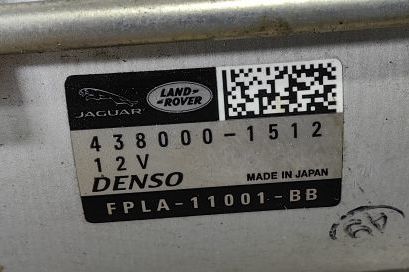 JAGUAR
LAND-
ROVER
438000-1512
12V
DENSO
MADE IN JAPAN
FPLA-11001-BB